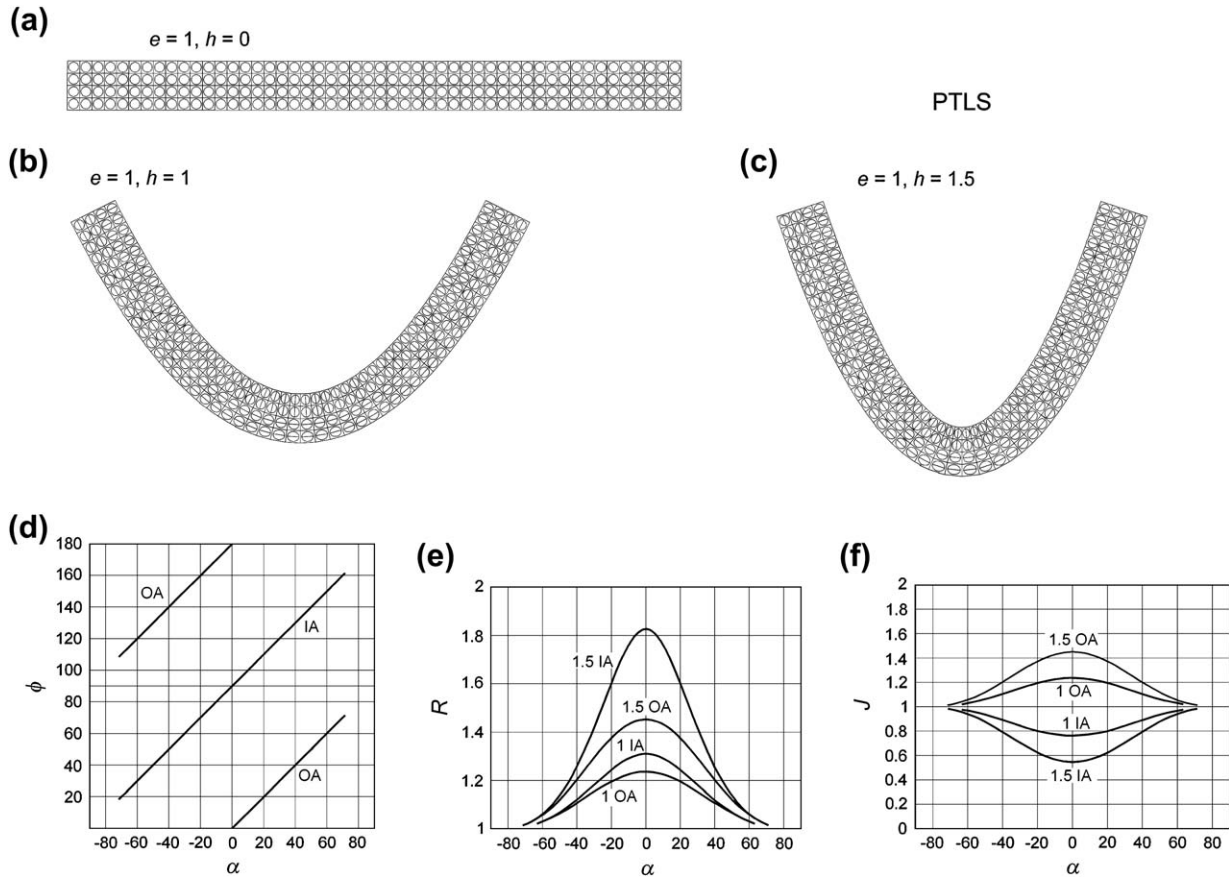 (a)
e = 1, h = 0
PTLS
(b)
e = 1, h = 1
(c)
e = 1, h = 1.5
(d)
180
160
140
120
100
80
60
40
20
ϕ
OA
IA
OA
-80 -60 -40 -20 0 20 40 60 80
α
(e)
2
1.8
1.6
1.4
1.2
1
R
1.5 IA
1.5 OA
1 IA
1 OA
-80 -60 -40 -20 0 20 40 60 80
α
(f)
2
1.8
1.6
1.4
1.2
1
0.8
0.6
0.4
0.2
0
J
1.5 OA
1 OA
1 IA
1.5 IA
-80 -60 -40 -20 0 20 40 60 80
α